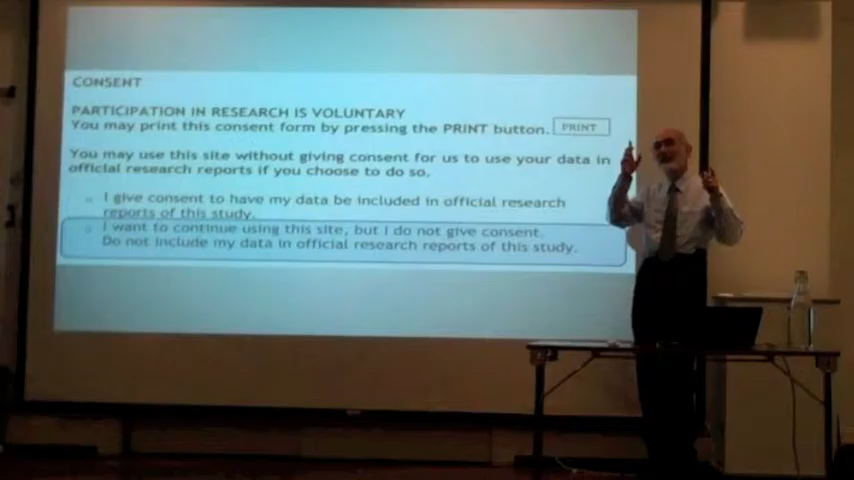 CONSENT
PARTICIPATION IN RESEARCH IS VOLUNTARY
You may print this consent form by pressing the PRINT button. PRINT
You may use this site without giving consent for us to use your data in
official research reports if you choose to do so.
I give consent to have my data be included in official research
reports of this study.
I want to continue using this site, but I do not give consent.
Do not include my data in official research reports of this study.